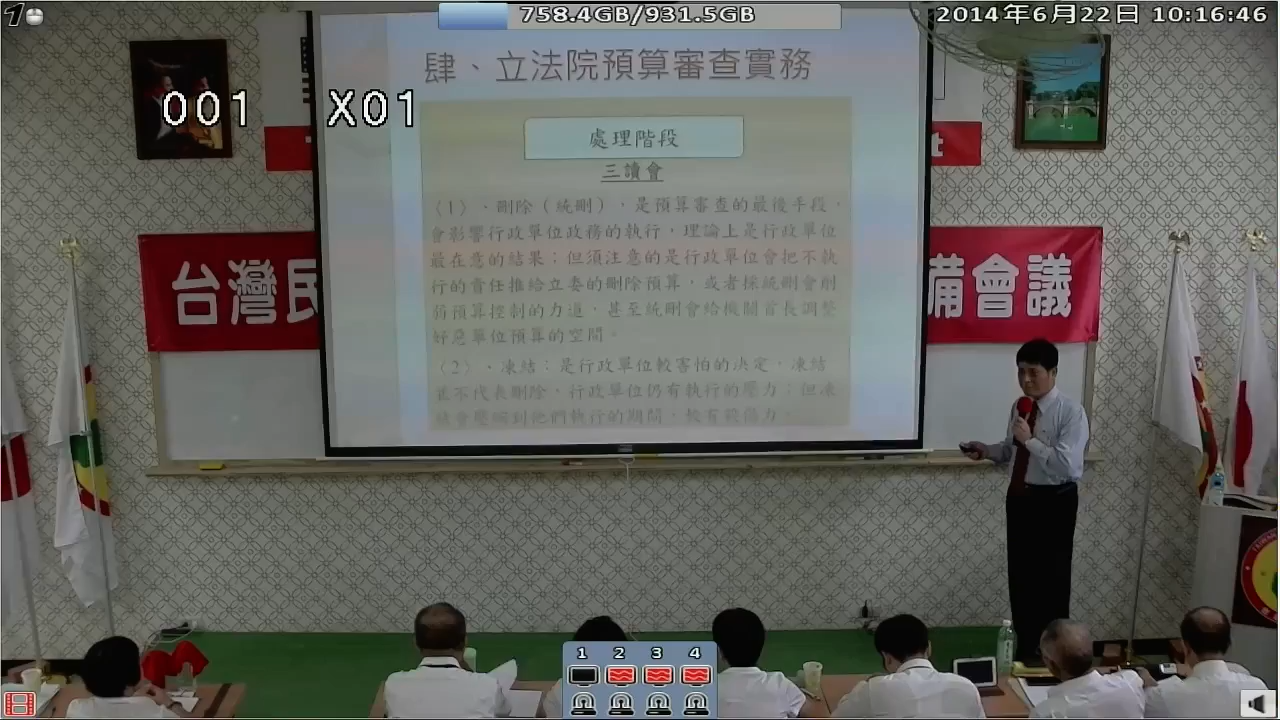 758.4GB/931.5GB
2014年6月22日 10:16:46
001 X01
肆、立法院預算審查實務
處理階段
三讀會
(1)、刪除(統刪),是預算審查的最後手段,
會影響行政單位政務的執行,理論上是行政單位
最在意的結果;但須注意的是行政單位會把不執
行的責任推給立委的刪除預算,或者採統刪會削
弱預算控制的力道,甚至統刪會給機關首長調整
好惡單位預算的空間。
(2)、凍結:是行政單位較害怕的決定,凍結
並不代表刪除,行政單位仍有執行的壓力;但凍
結會壓縮到他們執行的期間,較有殺傷力。
t
台灣民
備會議
1 2 3 4